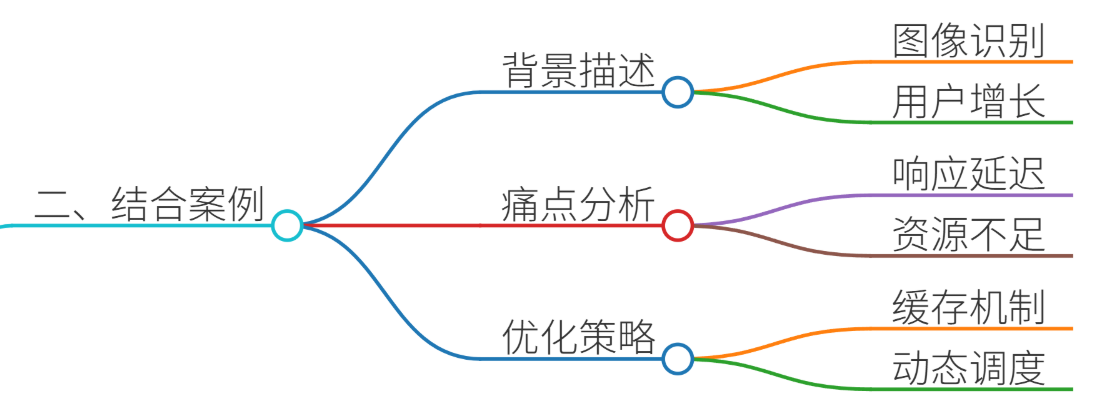 二、结合案例
背景描述
图像识别
用户增长
痛点分析
响应延迟
资源不足
优化策略
缓存机制
动态调度